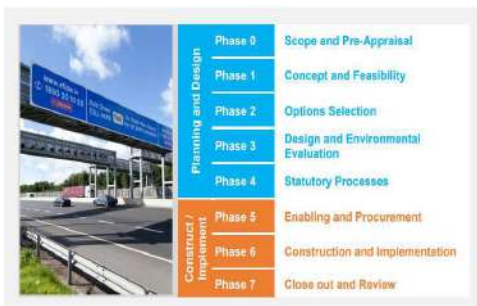 Planning and Design
Phase 0 Scope and Pre-Appraisal
Phase 1 Concept and Feasibility
Phase 2 Options Selection
Phase 3 Design and Environmental
Evaluation
Phase 4 Statutory Processes
Construct /
Implement
Phase 5 Enabling and Procurement
Phase 6 Construction and Implementation
Phase 7 Close out and Review